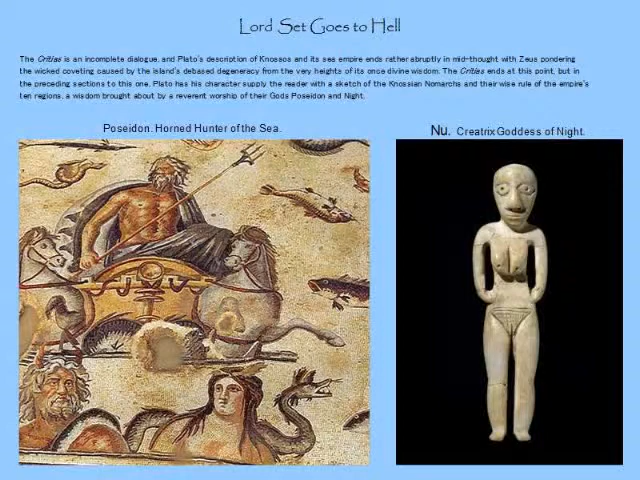 Lord Set Goes to Hell
The Critias is an incomplete dialogue, and Plato's description of Knossos and its sea empire ends rather abruptly in mid-thought with Zeus pondering
the wicked coveting caused by the island's debased degeneracy from the very heights of its once divine wisdom. The Critias ends at this point, but in
the preceding sections to this one, Plato has his character supply the reader with a sketch of the Knossian Nomarchs and their wise rule of the empire's
ten regions, a wisdom brought about by a reverent worship of their Gods Poseidon and Night.
Poseidon. Horned Hunter of the Sea.
Nu. Creatrix Goddess of Night.